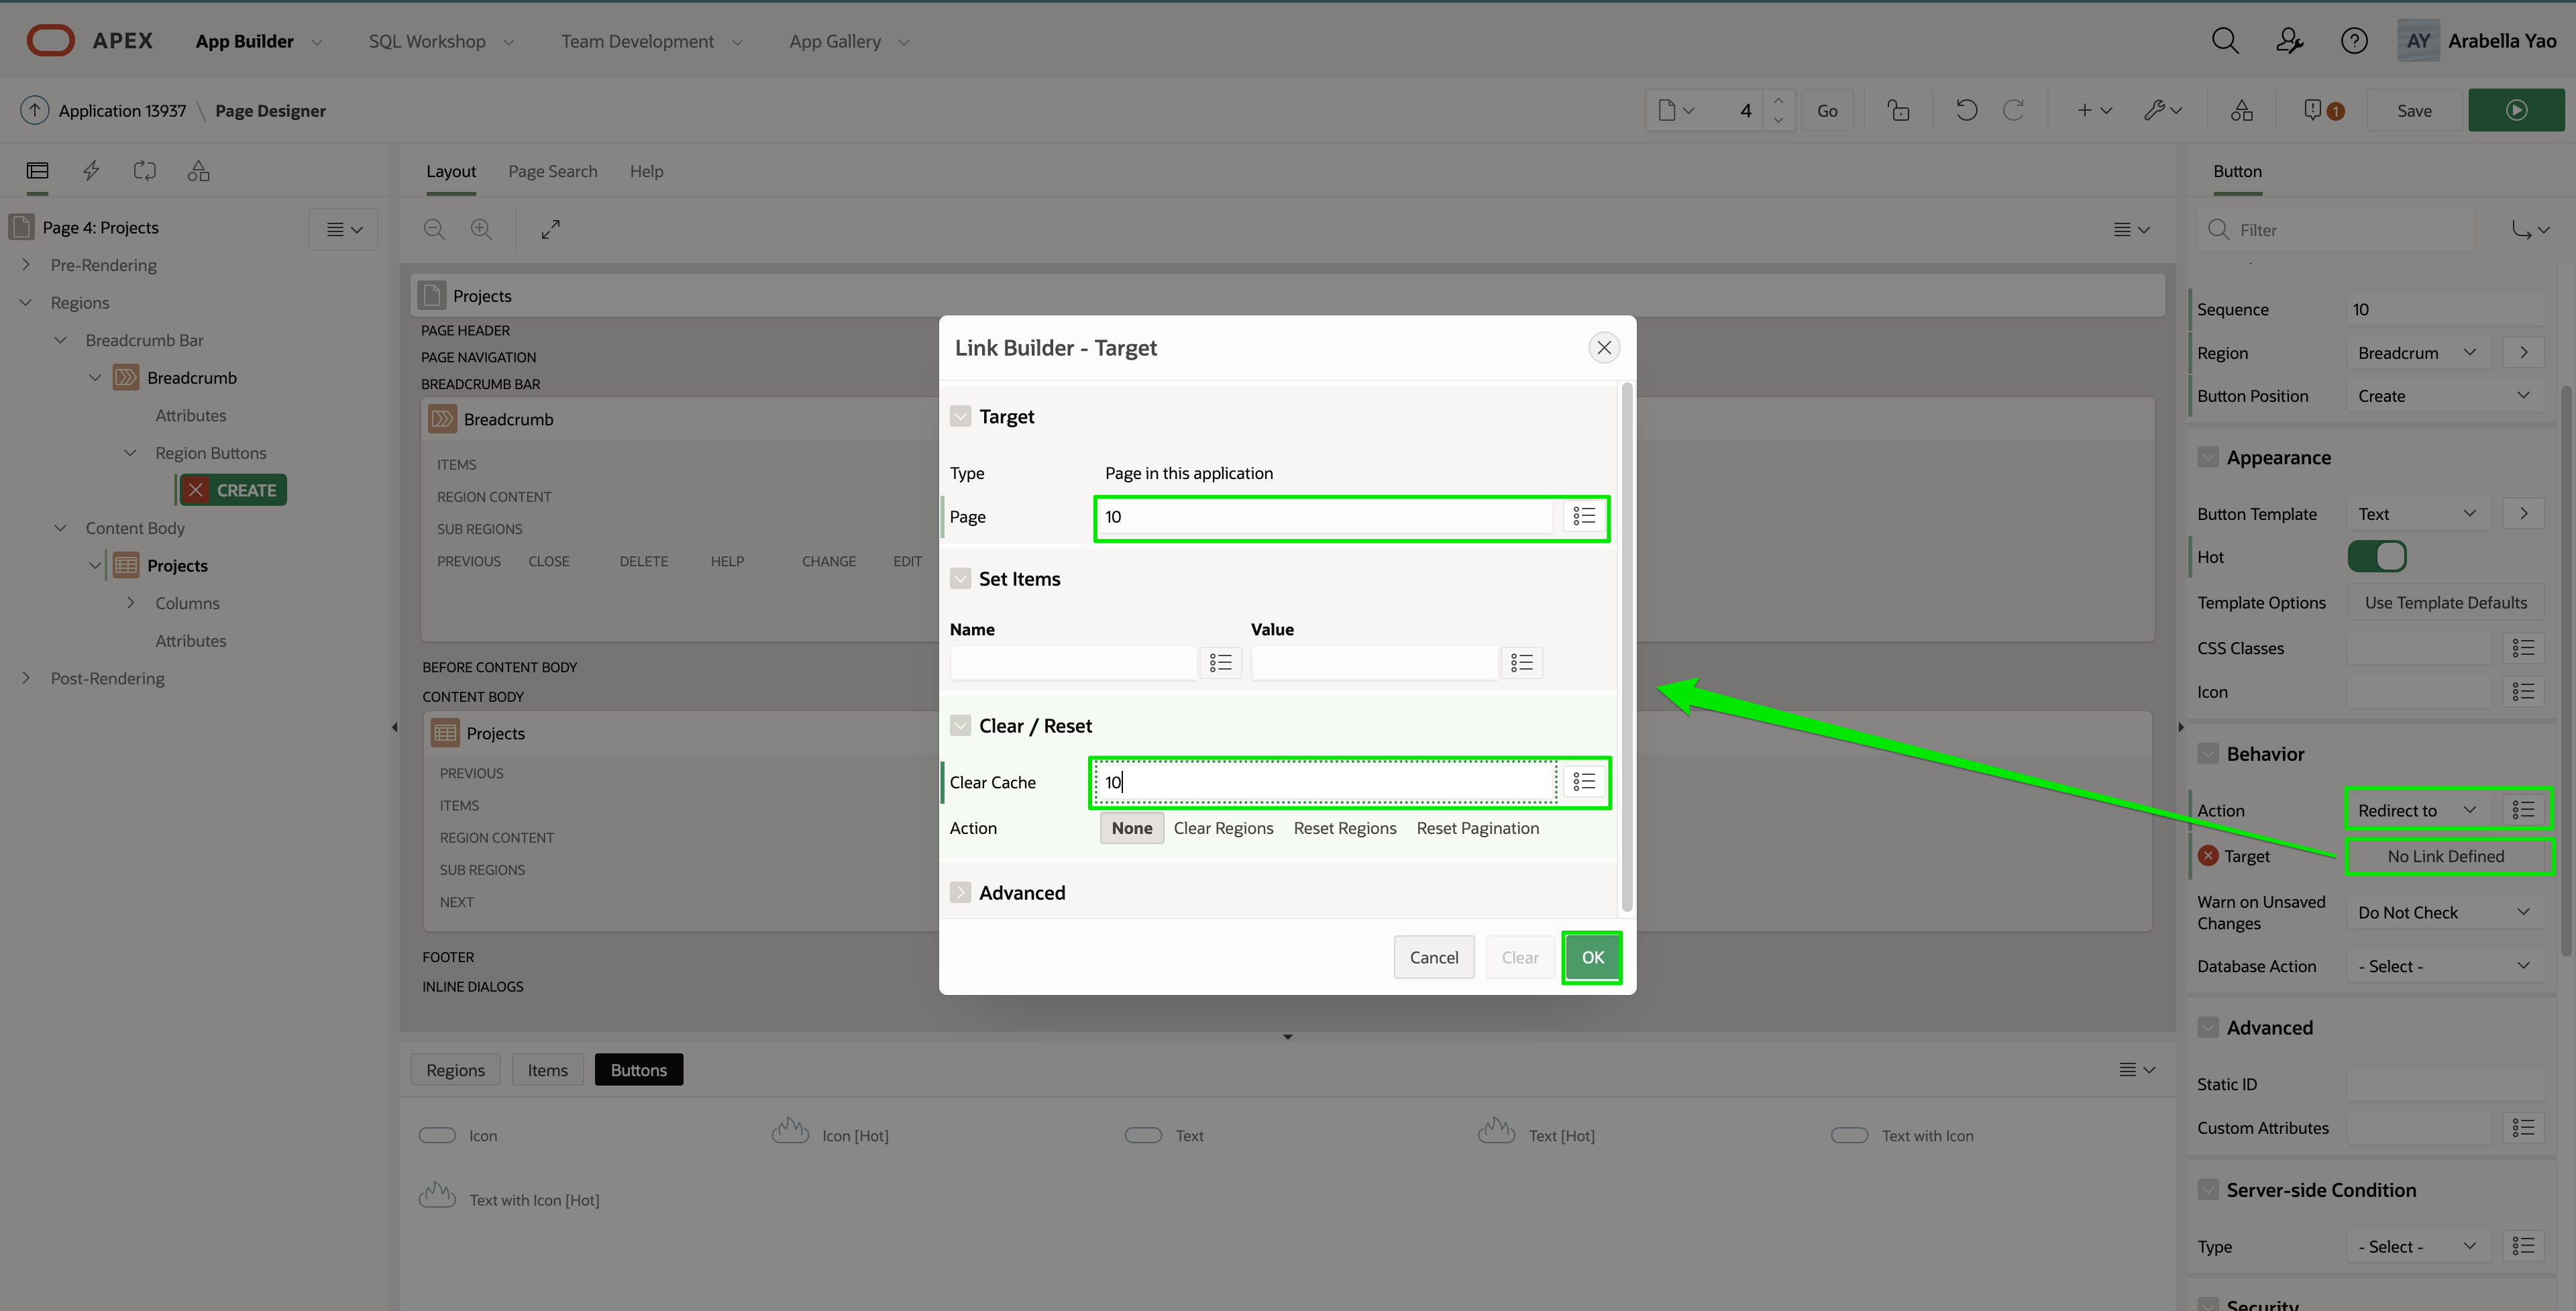 APEX App Builder SQL Workshop Team Development App Gallery AY Arabella Yao
Application 13937 \ Page Designer 4 Go 1 Save
Layout Page Search Help
Button
Page 4: Projects
Pre-Rendering
Regions
Breadcrumb Bar
Breadcrumb
Attributes
Region Buttons
CREATE
Content Body
Projects
Columns
Attributes
Post-Rendering
Projects
PAGE HEADER
PAGE NAVIGATION
BREADCRUMB BAR
Breadcrumb
ITEMS
REGION CONTENT
SUB REGIONS
PREVIOUS CLOSE DELETE HELP CHANGE EDIT
BEFORE CONTENT BODY
CONTENT BODY
Projects
PREVIOUS
ITEMS
REGION CONTENT
SUB REGIONS
NEXT
FOOTER
INLINE DIALOGS
Link Builder - Target
Target
Type Page in this application
Page 10
Set Items
Name Value
Clear / Reset
Clear Cache 10
Action None Clear Regions Reset Regions Reset Pagination
Advanced
Cancel Clear OK
Regions Items Buttons
Icon Icon [Hot] Text Text [Hot] Text with Icon
Text with Icon [Hot]
Filter
Sequence 10
Region Breadcrum
Button Position Create
Appearance
Button Template Text
Hot
Template Options Use Template Defaults
CSS Classes
Icon
Behavior
Action Redirect to
Target No Link Defined
Warn on Unsaved Changes Do Not Check
Database Action - Select -
Advanced
Static ID
Custom Attributes
Server-side Condition
Type - Select -
Security